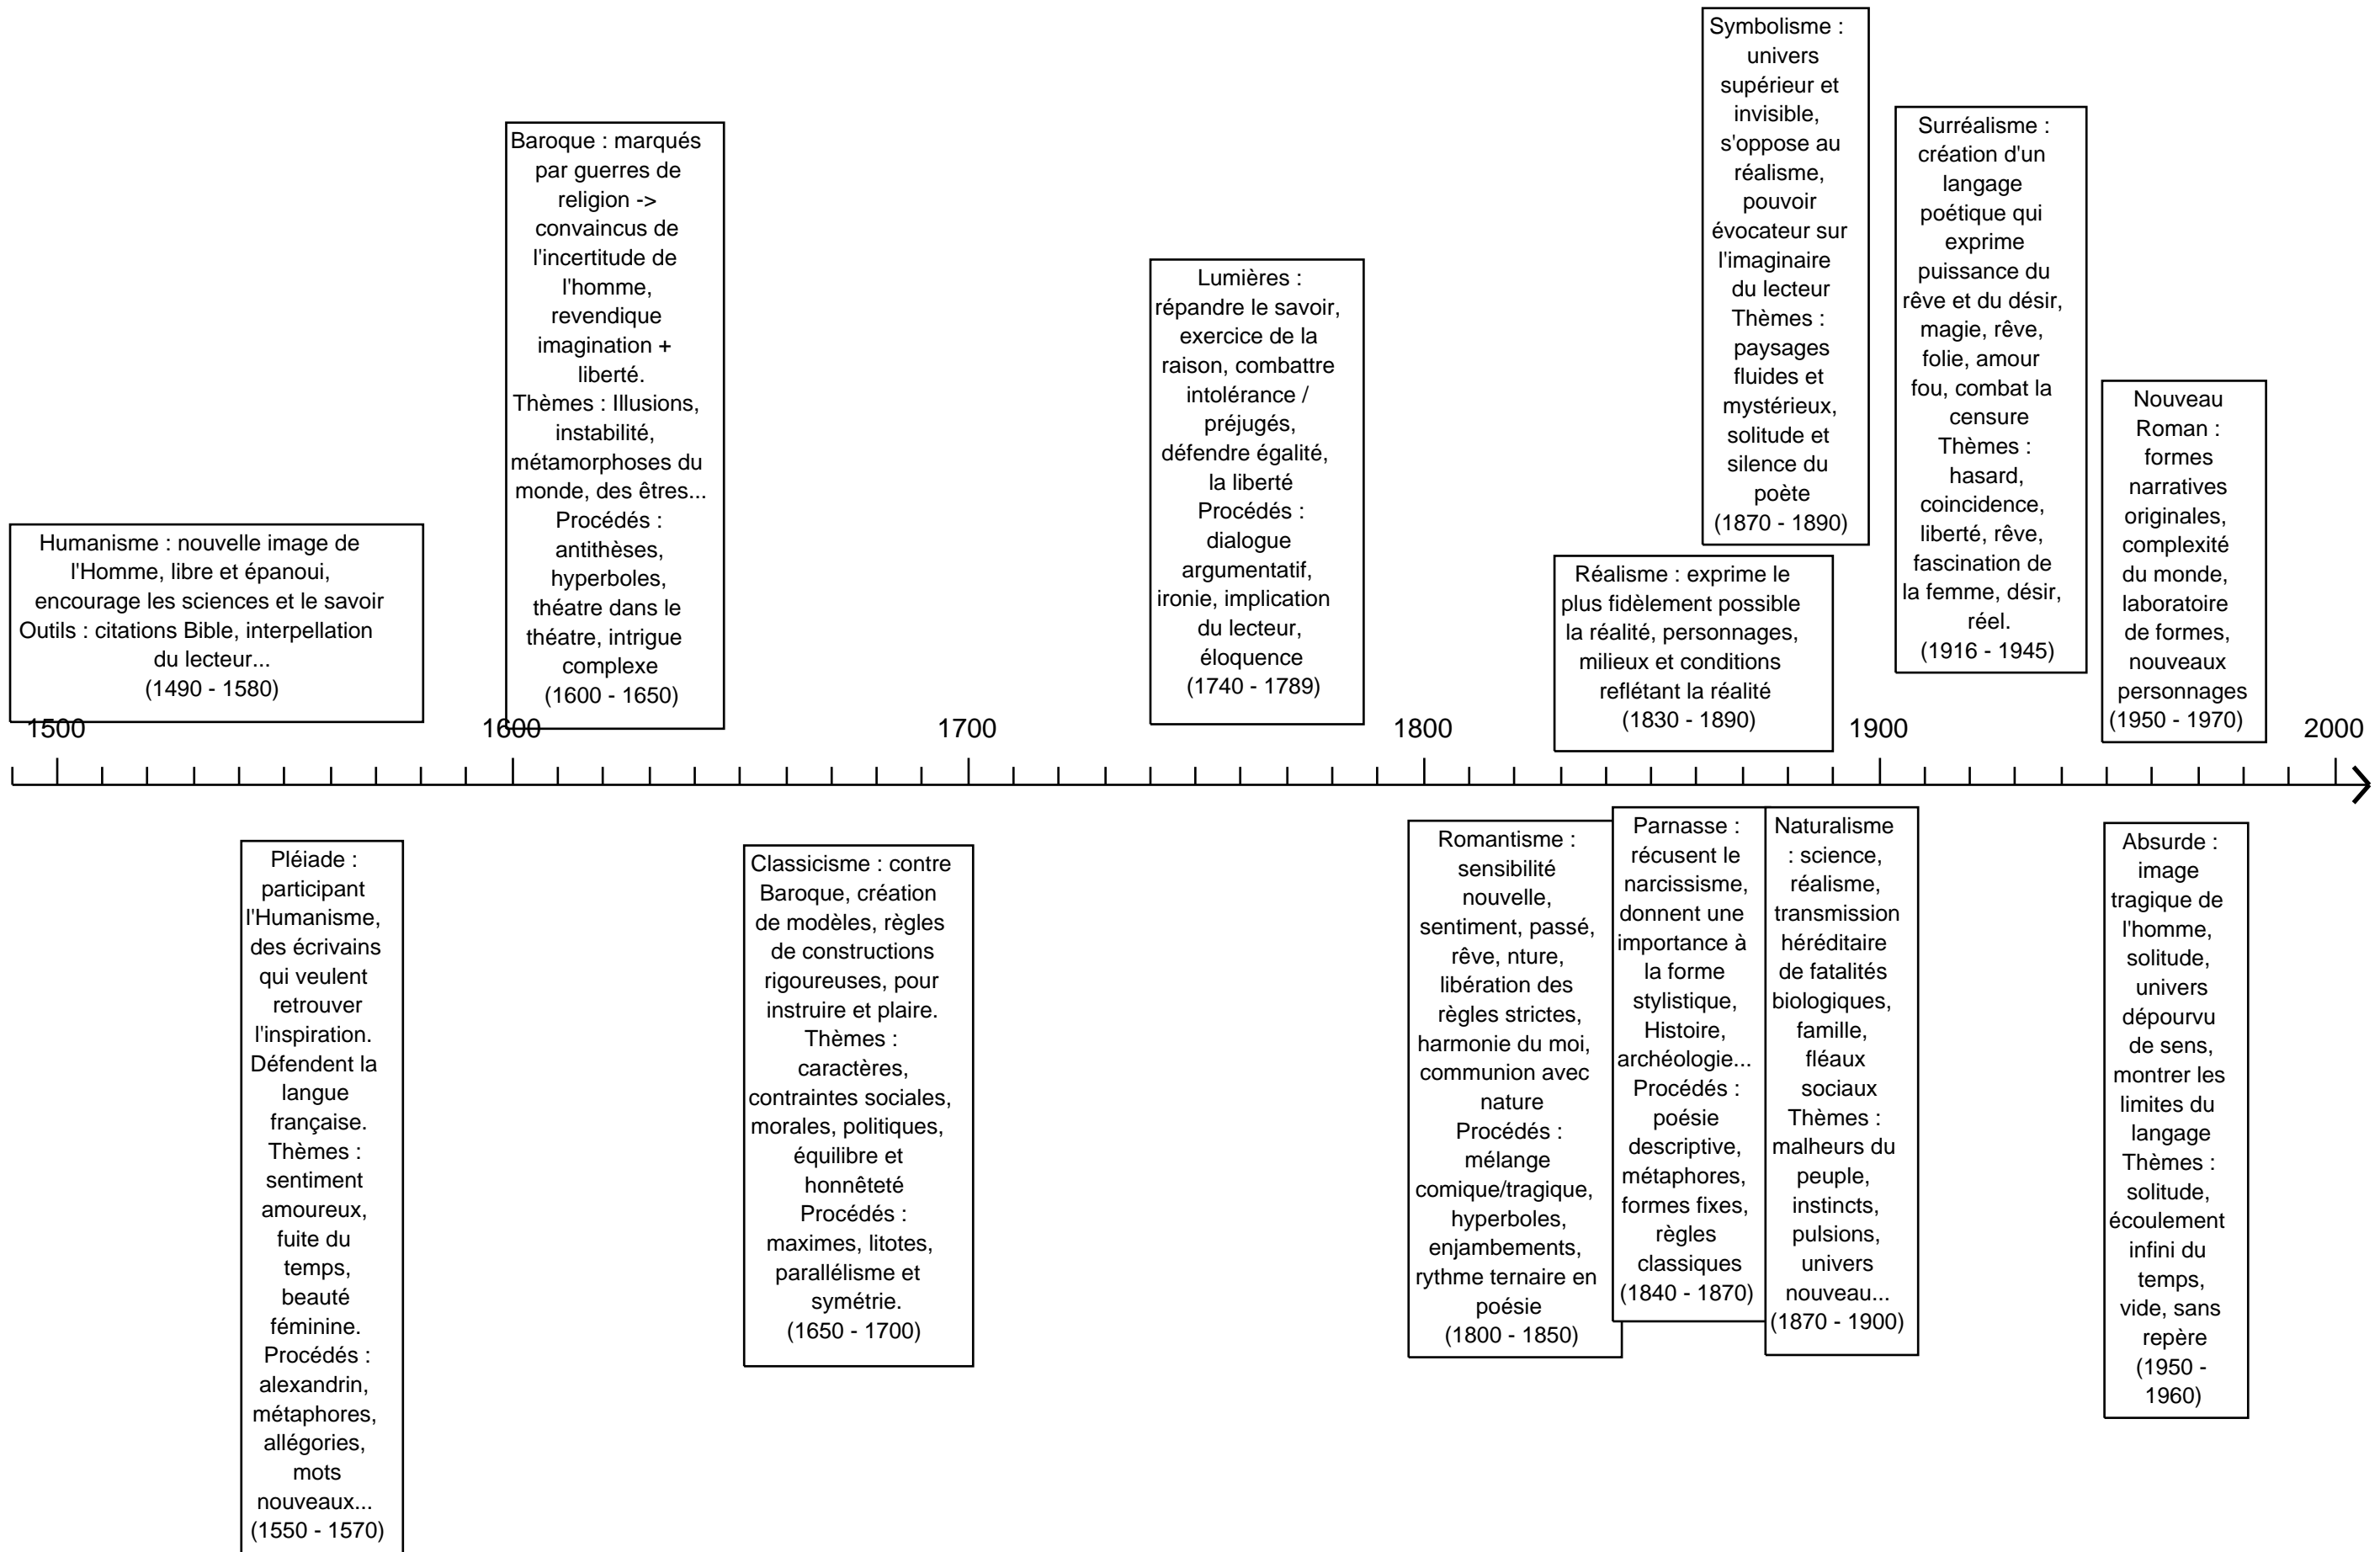 Symbolisme :
univers
supérieur et
invisible,
s'oppose au
réalisme,
pouvoir
évocateur sur
l'imaginaire
du lecteur
Thèmes :
paysages
fluides et
mystérieux,
solitude et
silence du
poète
(1870 - 1890)
Baroque : marqués
par guerres de
religion ->
convaincus de
l'incertitude de
l'homme,
revendique
imagination +
liberté.
Thèmes : Illusions,
instabilité,
métamorphoses du
monde, des êtres...
Procédés :
antithèses,
hyperboles,
théatre dans le
théatre, intrigue
complexe
(1600 - 1650)
Surréalisme :
création d'un
langage
poétique qui
exprime
puissance du
rêve et du désir,
magie, rêve,
folie, amour
fou, combat la
censure
Thèmes :
hasard,
coincidence,
liberté, rêve,
fascination de
la femme, désir,
réel.
(1916 - 1945)
Lumières :
répandre le savoir,
exercice de la
raison, combattre
intolérance /
préjugés,
défendre égalité,
la liberté
Procédés :
dialogue
argumentatif,
ironie, implication
du lecteur,
éloquence
(1740 - 1789)
Nouveau
Roman :
formes
narratives
originales,
complexité
du monde,
laboratoire
de formes,
nouveaux
personnages
(1950 - 1970)
Humanisme : nouvelle image de
l'Homme, libre et épanoui,
encourage les sciences et le savoir
Outils : citations Bible, interpellation
du lecteur...
(1490 - 1580)
Réalisme : exprime le
plus fidèlement possible
la réalité, personnages,
milieux et conditions
reflétant la réalité
(1830 - 1890)
1500 1600 1700 1800 1900 2000
Pléiade :
participant
l'Humanisme,
des écrivains
qui veulent
retrouver
l'inspiration.
Défendent la
langue
française.
Thèmes :
sentiment
amoureux,
fuite du
temps,
beauté
féminine.
Procédés :
alexandrin,
métaphores,
allégories,
mots
nouveaux...
(1550 - 1570)
Classicisme : contre
Baroque, création
de modèles, règles
de constructions
rigoureuses, pour
instruire et plaire.
Thèmes :
caractères,
contraintes sociales,
morales, politiques,
équilibre et
honnêteté
Procédés :
maximes, litotes,
parallélisme et
symétrie.
(1650 - 1700)
Romantisme :
sensibilité
nouvelle,
sentiment, passé,
rêve, nture,
libération des
règles strictes,
harmonie du moi,
communion avec
nature
Procédés :
mélange
comique/tragique,
hyperboles,
enjambements,
rythme ternaire en
poésie
(1800 - 1850)
Parnasse :
récusent le
narcissisme,
donnent une
importance à
la forme
stylistique,
Histoire,
archéologie...
Procédés :
poésie
descriptive,
métaphores,
formes fixes,
règles
classiques
(1840 - 1870)
Naturalisme
: science,
réalisme,
transmission
héréditaire
de fatalités
biologiques,
famille,
fléaux
sociaux
Thèmes :
malheurs du
peuple,
instincts,
pulsions,
univers
nouveau...
(1870 - 1900)
Absurde :
image
tragique de
l'homme,
solitude,
univers
dépourvu
de sens,
montrer les
limites du
langage
Thèmes :
solitude,
écoulement
infini du
temps,
vide, sans
repère
(1950 -
1960)